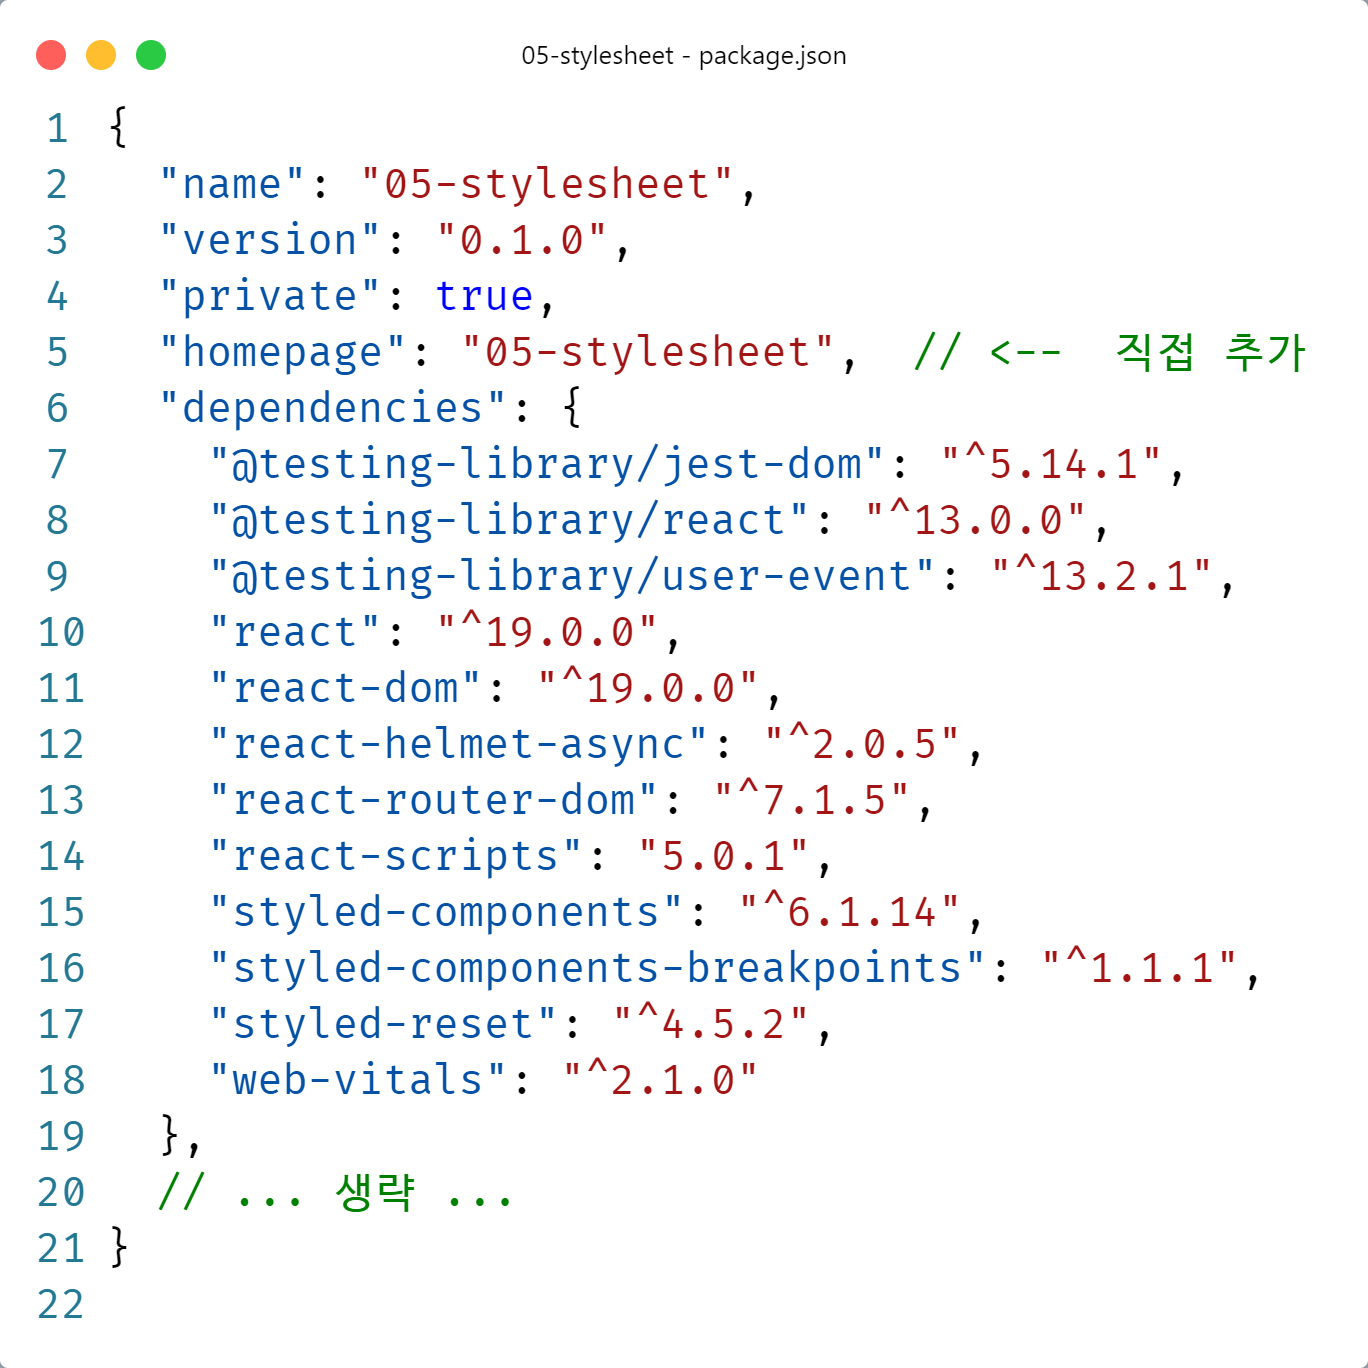 05-stylesheet - package.json
1 {
2   "name": "05-stylesheet",
3   "version": "0.1.0",
4   "private": true,
5   "homepage": "05-stylesheet",  // <--  직접 추가
6   "dependencies": {
7     "@testing-library/jest-dom": "^5.14.1",
8     "@testing-library/react": "^13.0.0",
9     "@testing-library/user-event": "^13.2.1",
10     "react": "^19.0.0",
11     "react-dom": "^19.0.0",
12     "react-helmet-async": "^2.0.5",
13     "react-router-dom": "^7.1.5",
14     "react-scripts": "5.0.1",
15     "styled-components": "^6.1.14",
16     "styled-components-breakpoints": "^1.1.1",
17     "styled-reset": "^4.5.2",
18     "web-vitals": "^2.1.0"
19   },
20   // ... 생략 ...
21 }
22